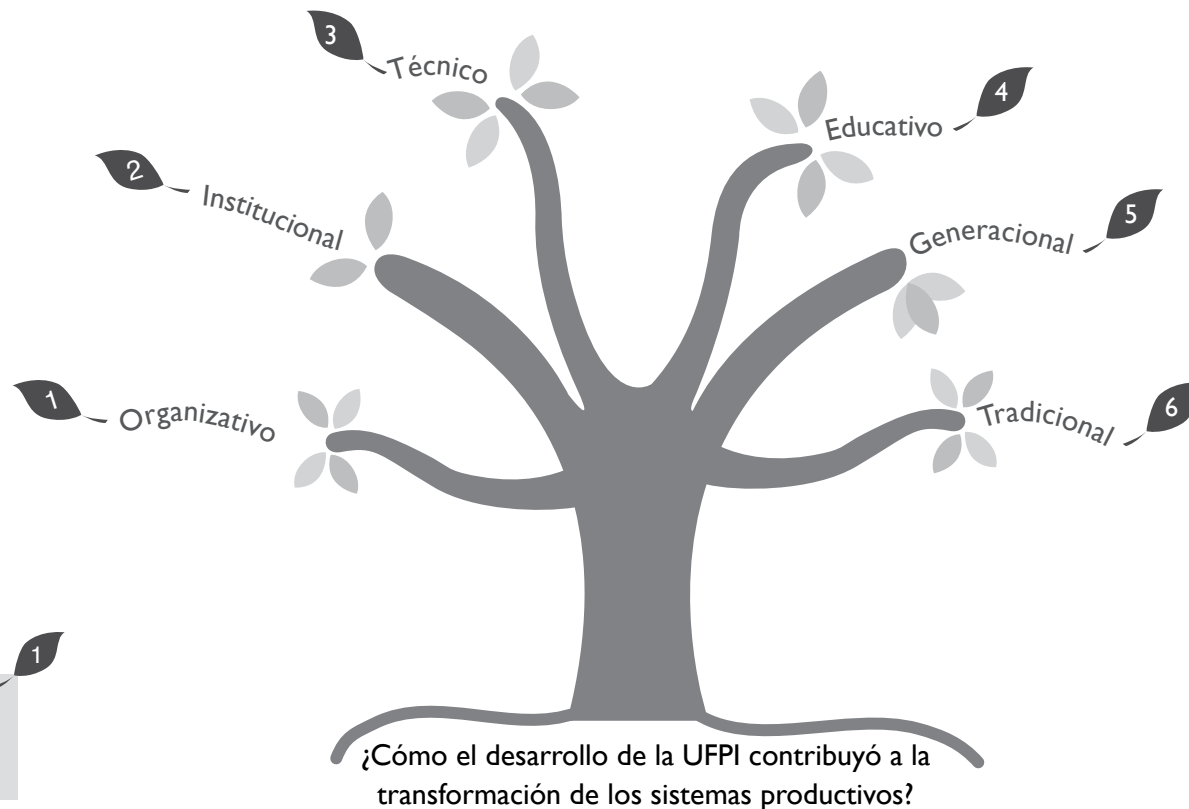 3
Técnico
4
Educativo
2
Institucional
5
Generacional
1
Organizativo
6
Tradicional
1
¿Cómo el desarrollo de la UFPI contribuyó a la
transformación de los sistemas productivos?